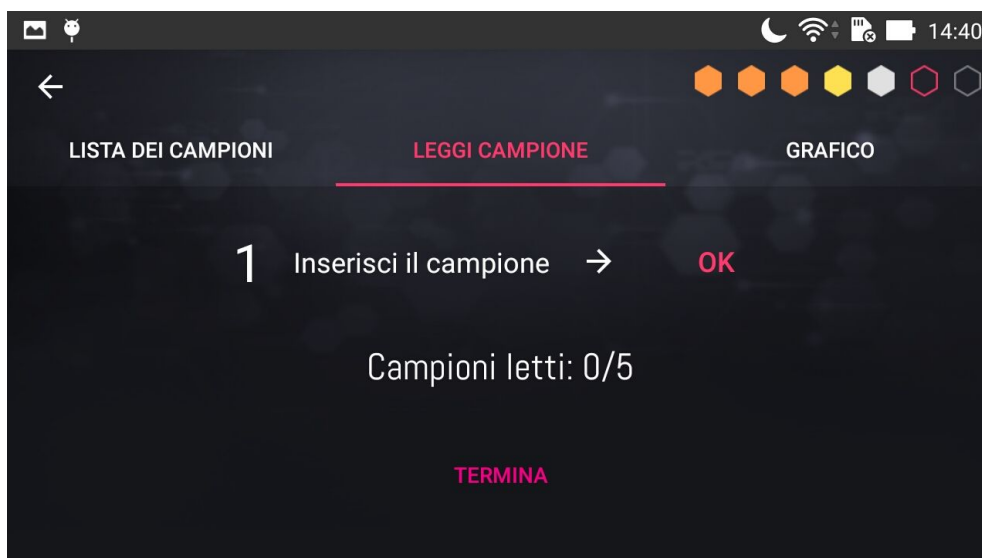 14:40
LISTA DEI CAMPIONI LEGGI CAMPIONE GRAFICO
1 Inserisci il campione → OK
Campioni letti: 0/5
TERMINA